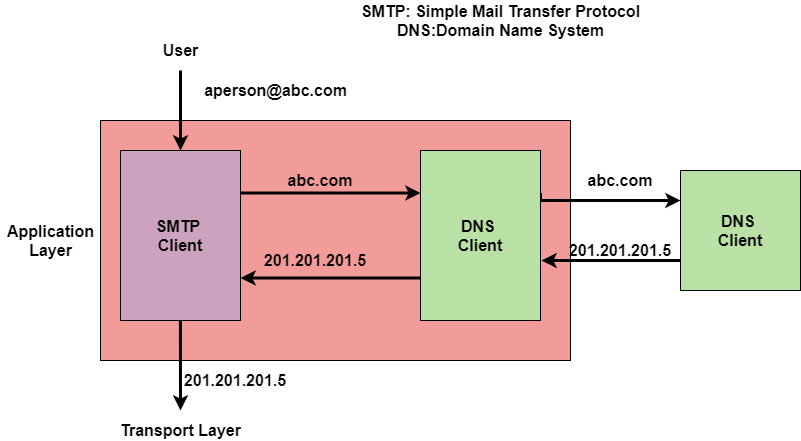 SMTP: Simple Mail Transfer Protocol
DNS:Domain Name System
User
aperson@abc.com
Application
Layer
SMTP
Client
abc.com
201.201.201.5
DNS
Client
abc.com
201.201.201.5
DNS
Client
201.201.201.5
Transport Layer